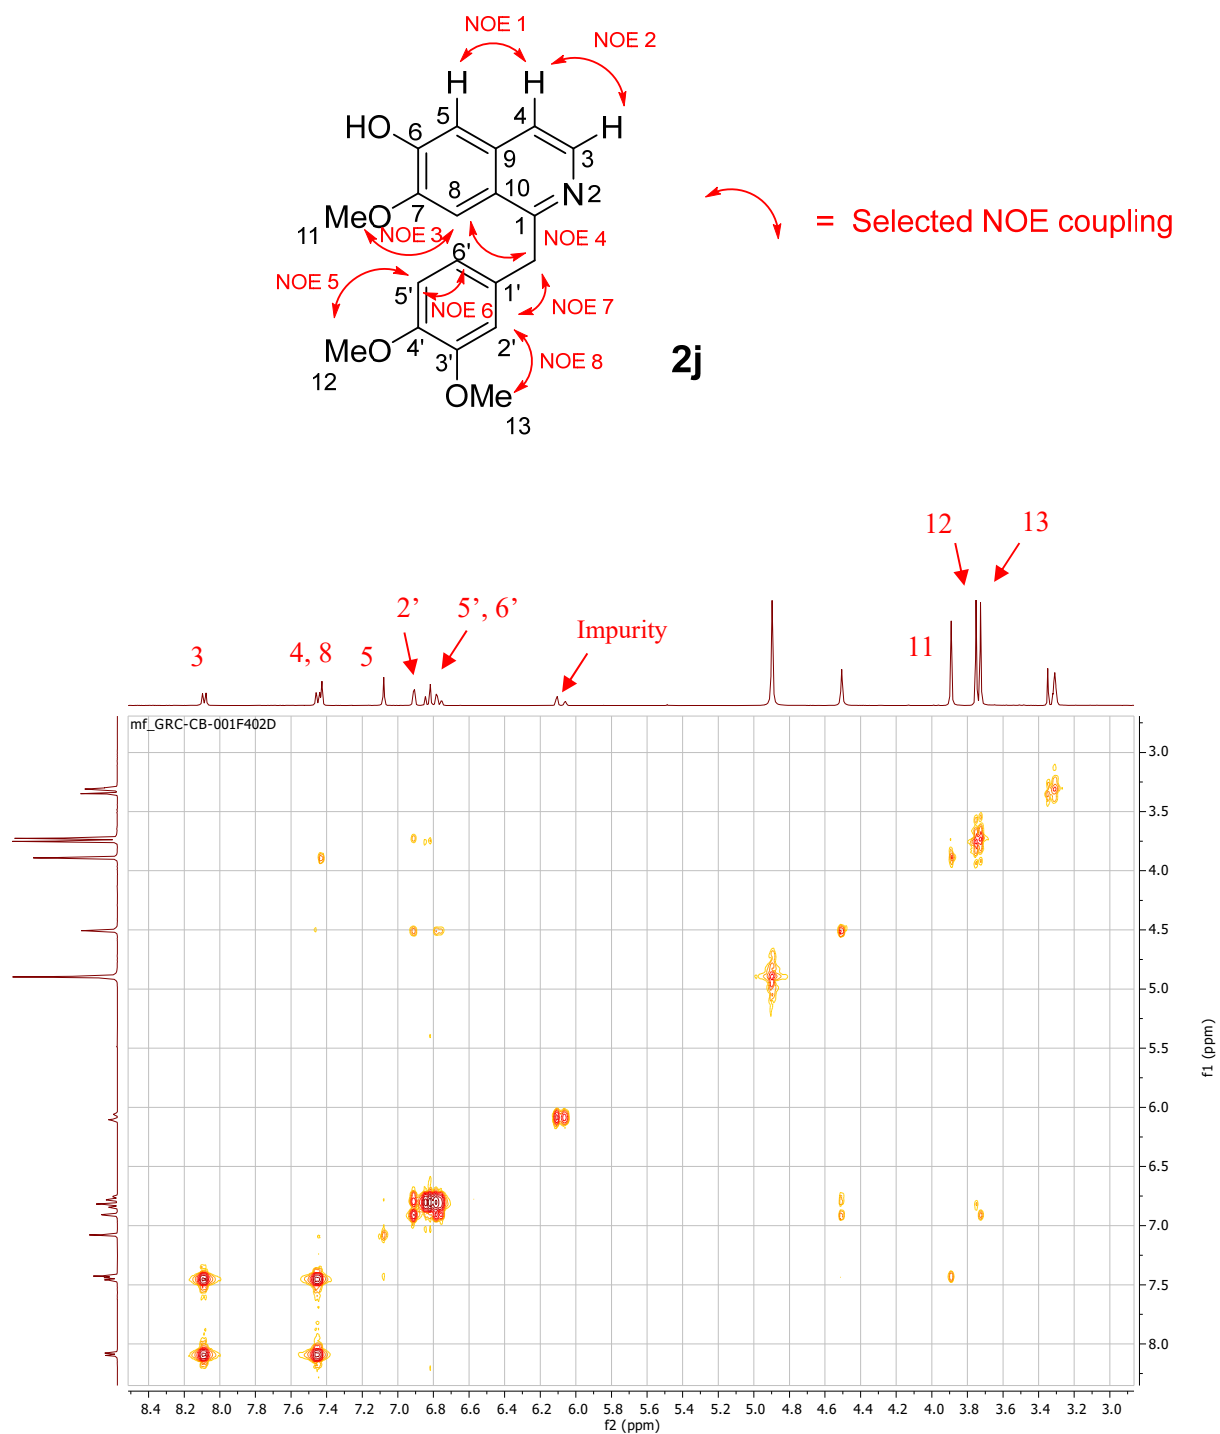 NOE 1
NOE 2
H H
H
5 4
HO 6
9 3
8 10 N 2
7
MeO 1
11 NOE 3 NOE 4
6'
NOE 5
5' 1'
NOE 6 NOE 7
4' 2'
MeO 3' NOE 8
12
OMe
13
2j
= Selected NOE coupling
12 13
2’ 5’, 6’
Impurity
3 4, 8 5 11
mf_GRC-CB-001F402D
3.0
3.5
4.0
4.5
5.0
5.5
6.0
6.5
7.0
7.5
8.0
f1 (ppm)
8.4 8.2 8.0 7.8 7.6 7.4 7.2 7.0 6.8 6.6 6.4 6.2 6.0 5.8 5.6 5.4 5.2 5.0 4.8 4.6 4.4 4.2 4.0 3.8 3.6 3.4 3.2 3.0
f2 (ppm)